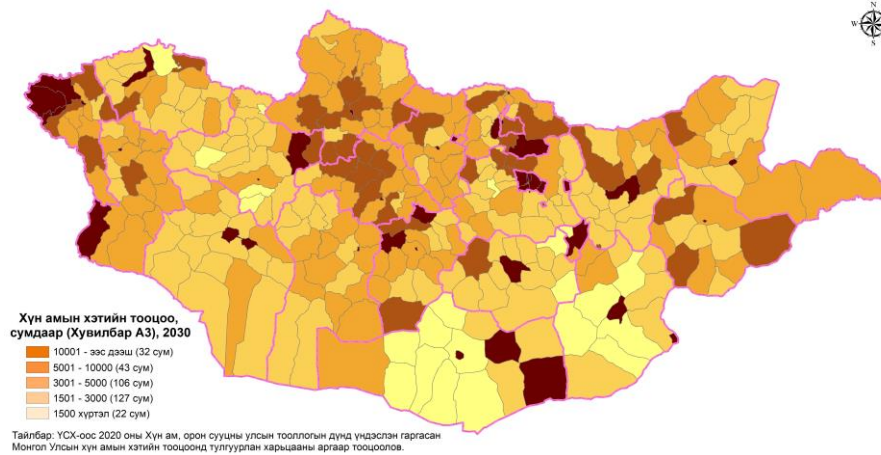 N
W
S
Хүн амын хэтийн тооцоо,
сумдаар (Хувилбар А3), 2030
10001 - ээс дээш (32 сум)
5001 - 10000 (43 сум)
3001 - 5000 (106 сум)
1501 - 3000 (127 сум)
1500 хүртэл (22 сум)
Тайлбар: ҮСХ-оос 2020 оны Хүн ам, орон сууцны улсын тооллогын дүнд үндэслэн гаргасан
Монгол Улсын хүн амын хэтийн тооцоонд тулгуурлан харьцааны аргаар тооцоолов.